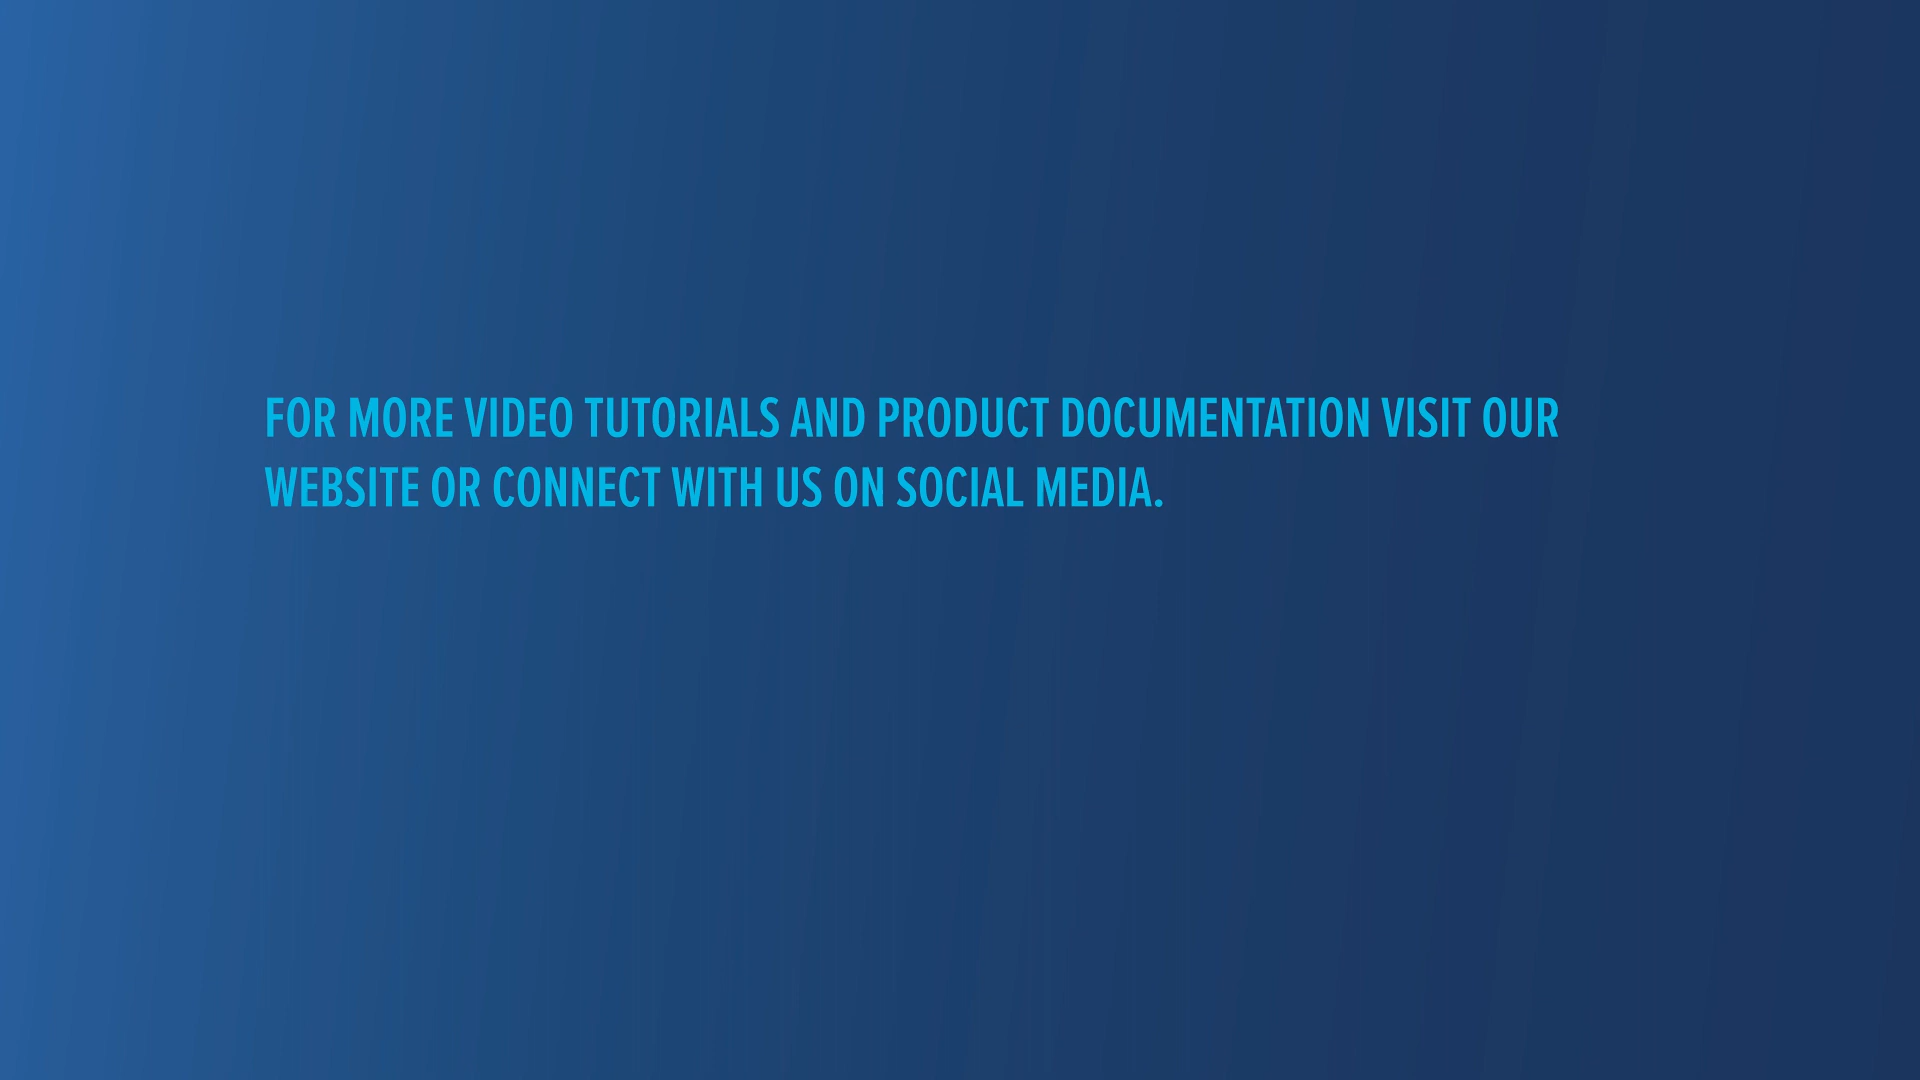 FOR MORE VIDEO TUTORIALS AND PRODUCT DOCUMENTATION VISIT OUR
WEBSITE OR CONNECT WITH US ON SOCIAL MEDIA.